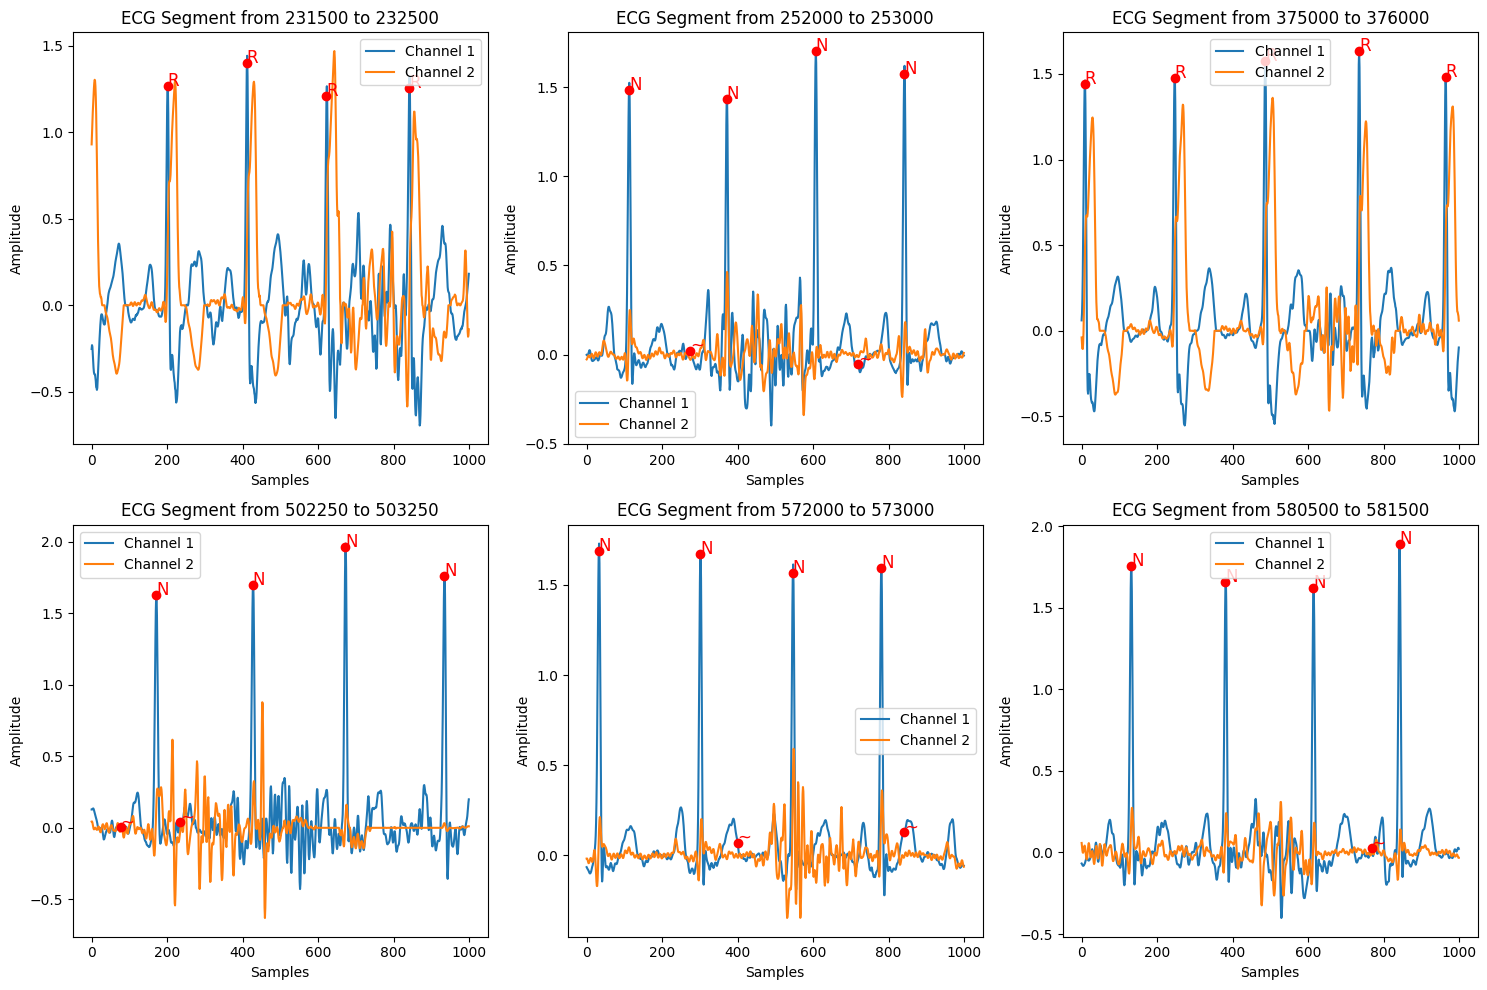 ECG Segment from 231500 to 232500
Channel 1
Channel 2
R
R
R
R
Amplitude
1.5
1.0
0.5
0.0
−0.5
0
200
400
600
800
1000
Samples
ECG Segment from 252000 to 253000
N
N
N
N
~
~
Channel 1
Channel 2
Amplitude
1.5
1.0
0.5
0.0
−0.5
0
200
400
600
800
1000
Samples
ECG Segment from 375000 to 376000
Channel 1
Channel 2
R
R
R
R
R
Amplitude
1.5
1.0
0.5
0.0
−0.5
0
200
400
600
800
1000
Samples
ECG Segment from 502250 to 503250
Channel 1
Channel 2
N
N
N
N
~
~
Amplitude
2.0
1.5
1.0
0.5
0.0
−0.5
0
200
400
600
800
1000
Samples
ECG Segment from 572000 to 573000
N
N
N
N
~
~
Channel 1
Channel 2
Amplitude
1.5
1.0
0.5
0.0
0
200
400
600
800
1000
Samples
ECG Segment from 580500 to 581500
Channel 1
Channel 2
N
N
N
N
~
Amplitude
2.0
1.5
1.0
0.5
0.0
−0.5
0
200
400
600
800
1000
Samples